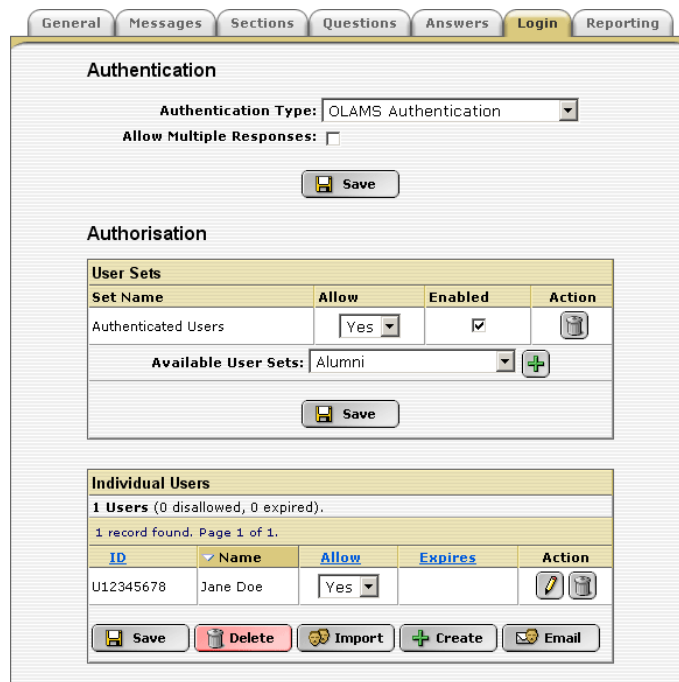 General Messages Sections Questions Answers Login Reporting
Authentication
Authentication Type: OLAMS Authentication
Allow Multiple Responses:
Save
Authorisation
User Sets
Set Name Allow Enabled Action
Authenticated Users Yes
Available User Sets: Alumni
Save
Individual Users
1 Users (0 disallowed, 0 expired).
1 record found. Page 1 of 1.
ID Name Allow Expires Action
U12345678 Jane Doe Yes
Save Delete Import Create Email